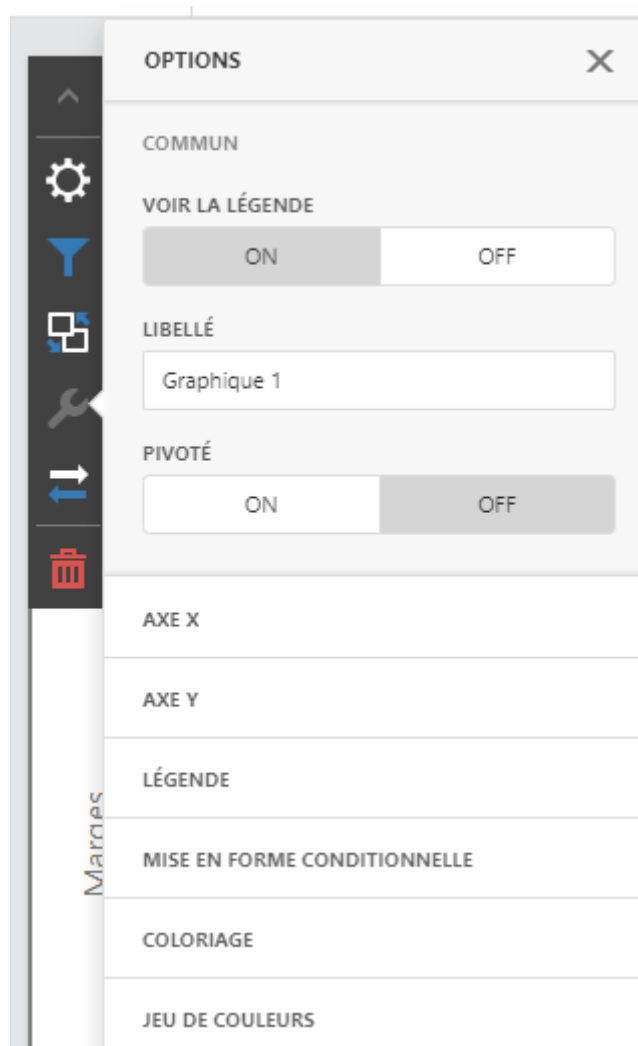 OPTIONS
COMMUN
VOIR LA LÉGENDE
ON OFF
LIBELLÉ
Graphique 1
PIVOTÉ
ON OFF
AXE X
AXE Y
LÉGENDE
Marges
MISE EN FORME CONDITIONNELLE
COLORIAGE
JEU DE COULEURS